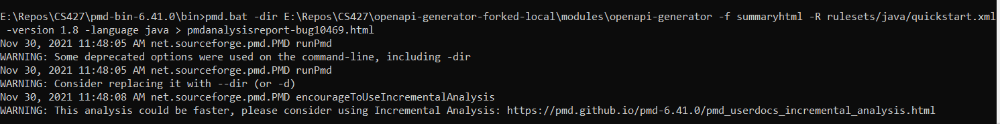 E:\Repos\CS427\pmd-bin-6.41.0\bin>pmd.bat -dir E:\Repos\CS427\openapi-generator-forked-local\modules\openapi-generator -f summaryhtml -R rulesets/java/quickstart.xml
 -version 1.8 -language java > pmdanalysisreport-bug10469.html
Nov 30, 2021 11:48:05 AM net.sourceforge.pmd.PMD runPmd
WARNING: Some deprecated options were used on the command-line, including -dir
Nov 30, 2021 11:48:05 AM net.sourceforge.pmd.PMD runPmd
WARNING: Consider replacing it with --dir (or -d)
Nov 30, 2021 11:48:08 AM net.sourceforge.pmd.PMD encourageToUseIncrementalAnalysis
WARNING: This analysis could be faster, please consider using Incremental Analysis: https://pmd.github.io/pmd-6.41.0/pmd_userdocs_incremental_analysis.html